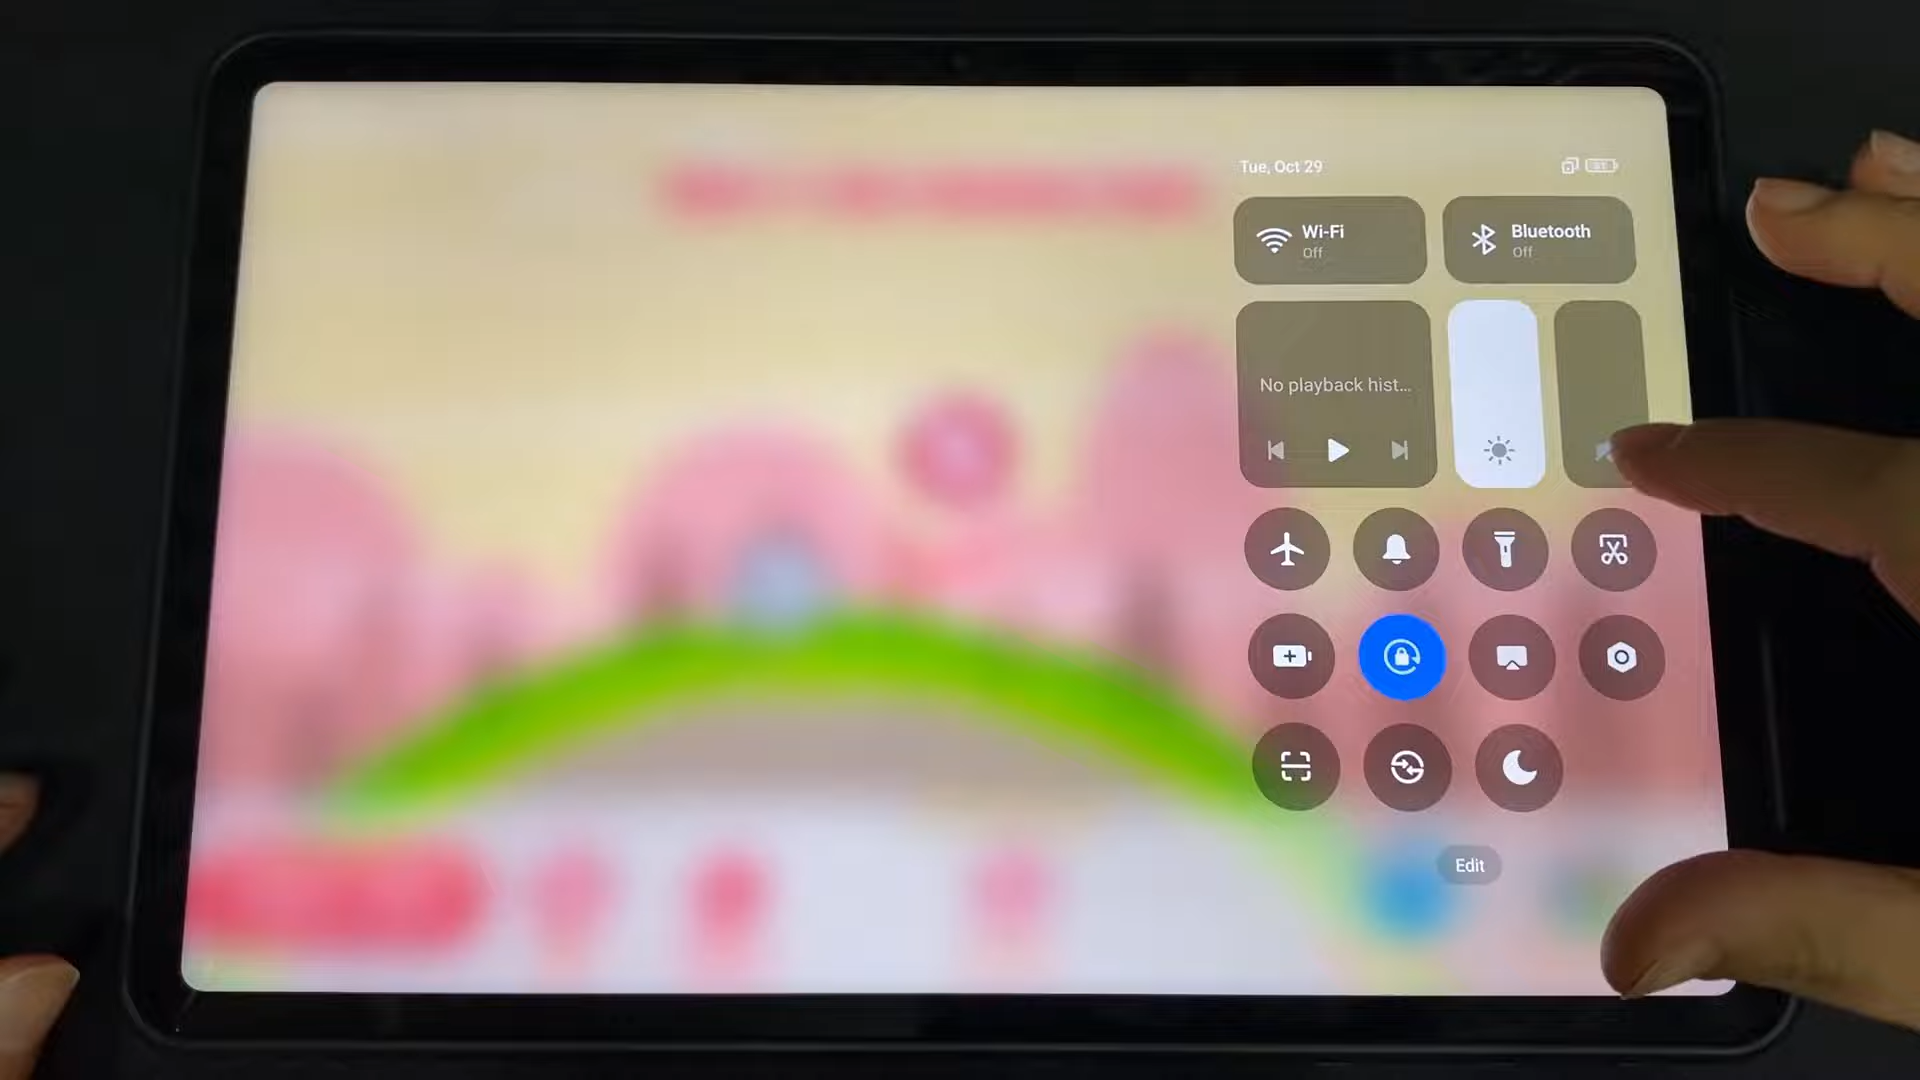 Tue, Oct 29
Wi-Fi
Off
Bluetooth
Off
No playback hist...
Edit